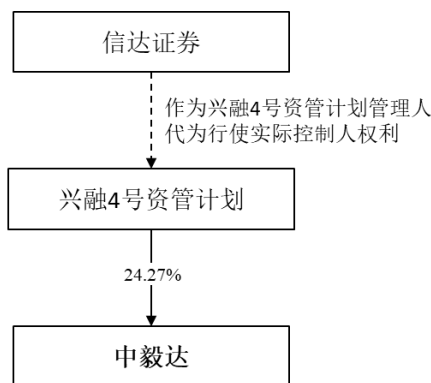 信达证券
作为兴融4号资管计划管理人
代为行使实际控制人权利
兴融4号资管计划
24.27%
中毅达